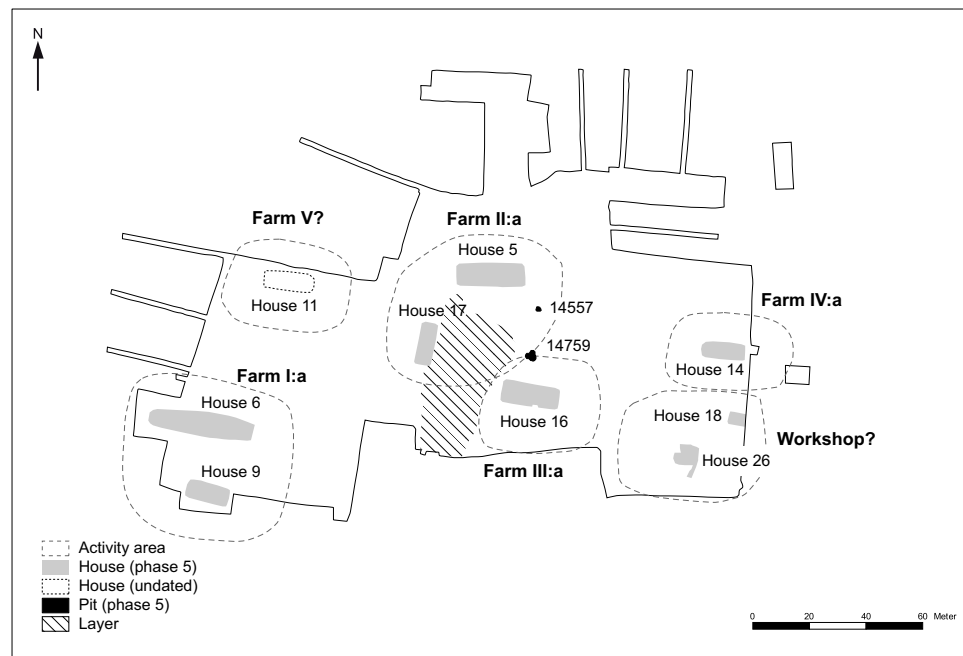 N
Farm V?
Farm II:a
House 5
House 11
House 17
14557
14759
Farm IV:a
House 14
Farm I:a
House 6
House 16
House 18
Workshop?
House 9
House 26
Farm III:a
Activity area
House (phase 5)
House (undated)
Pit (phase 5)
Layer
0 20 40 60 Meter